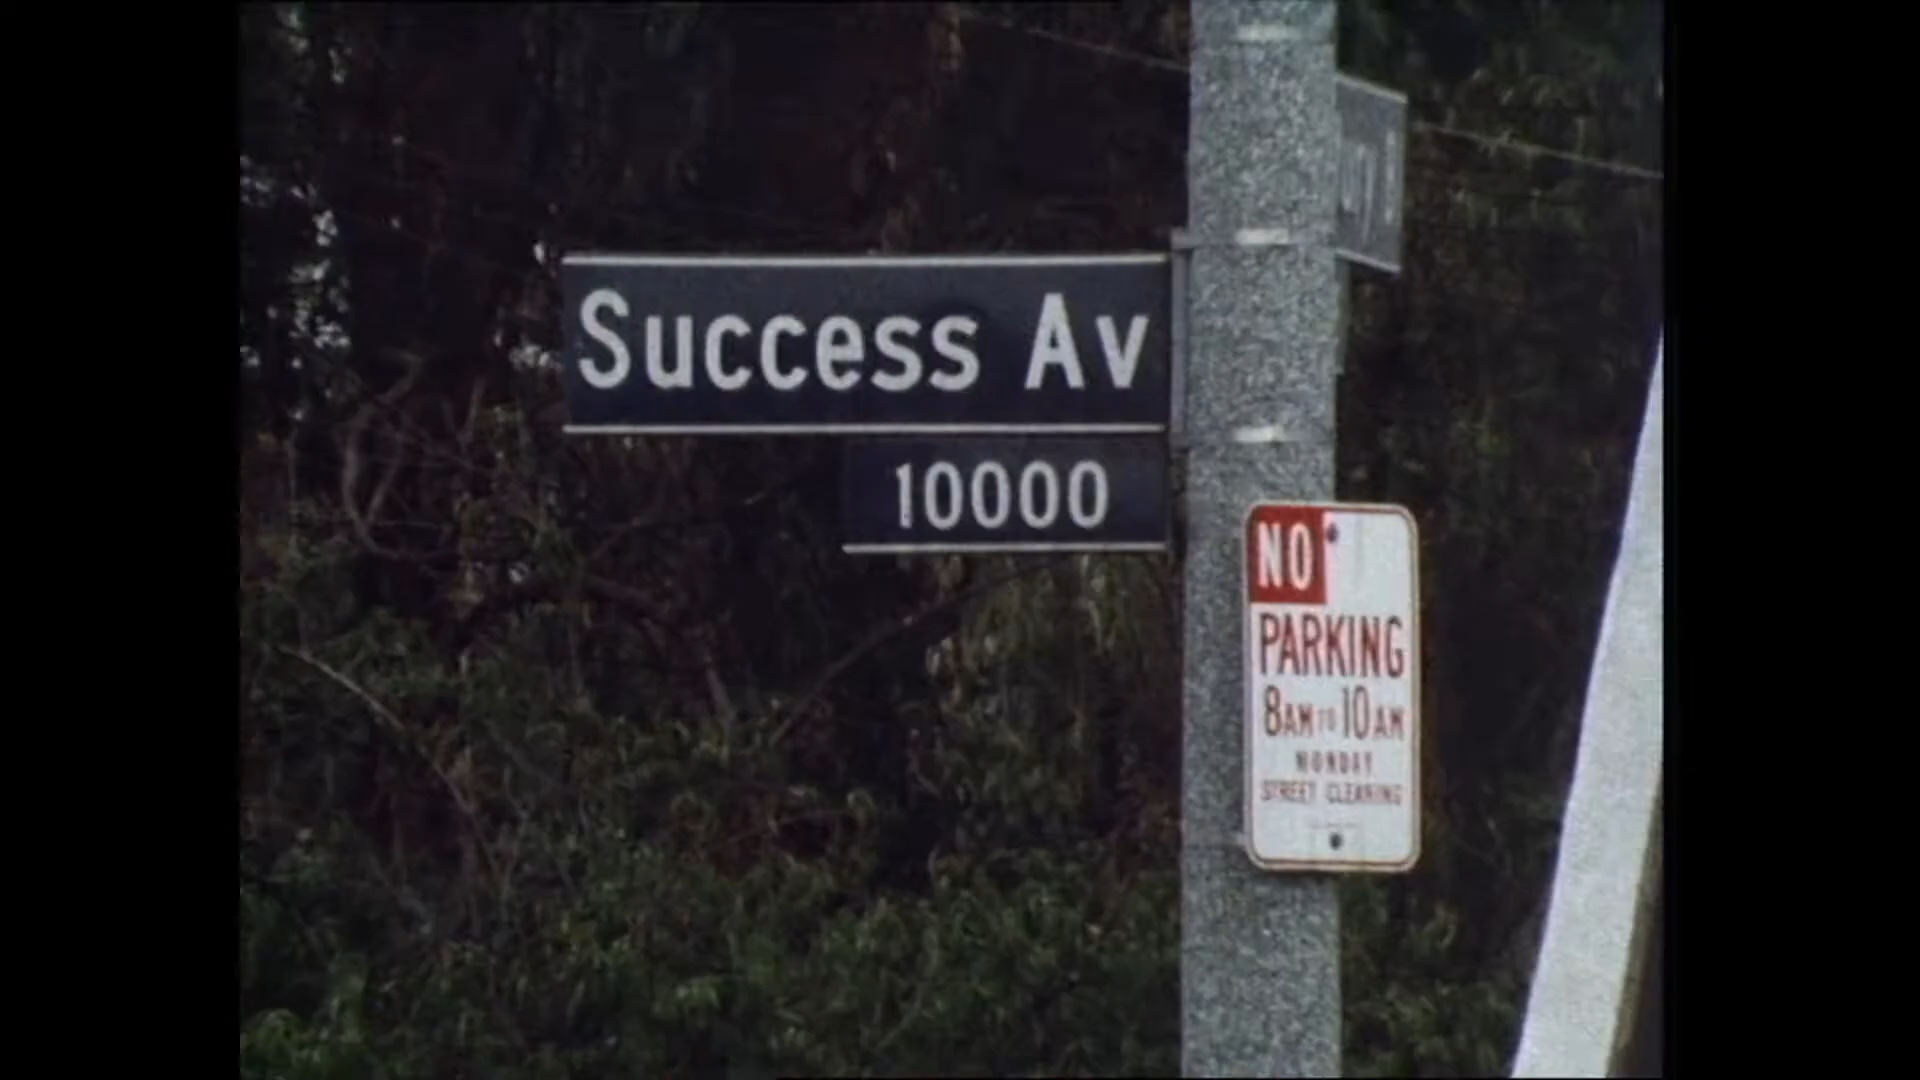 Success Av
10000
NO
PARKING
8AM TO 10AM
MONDAY
STREET CLEANING